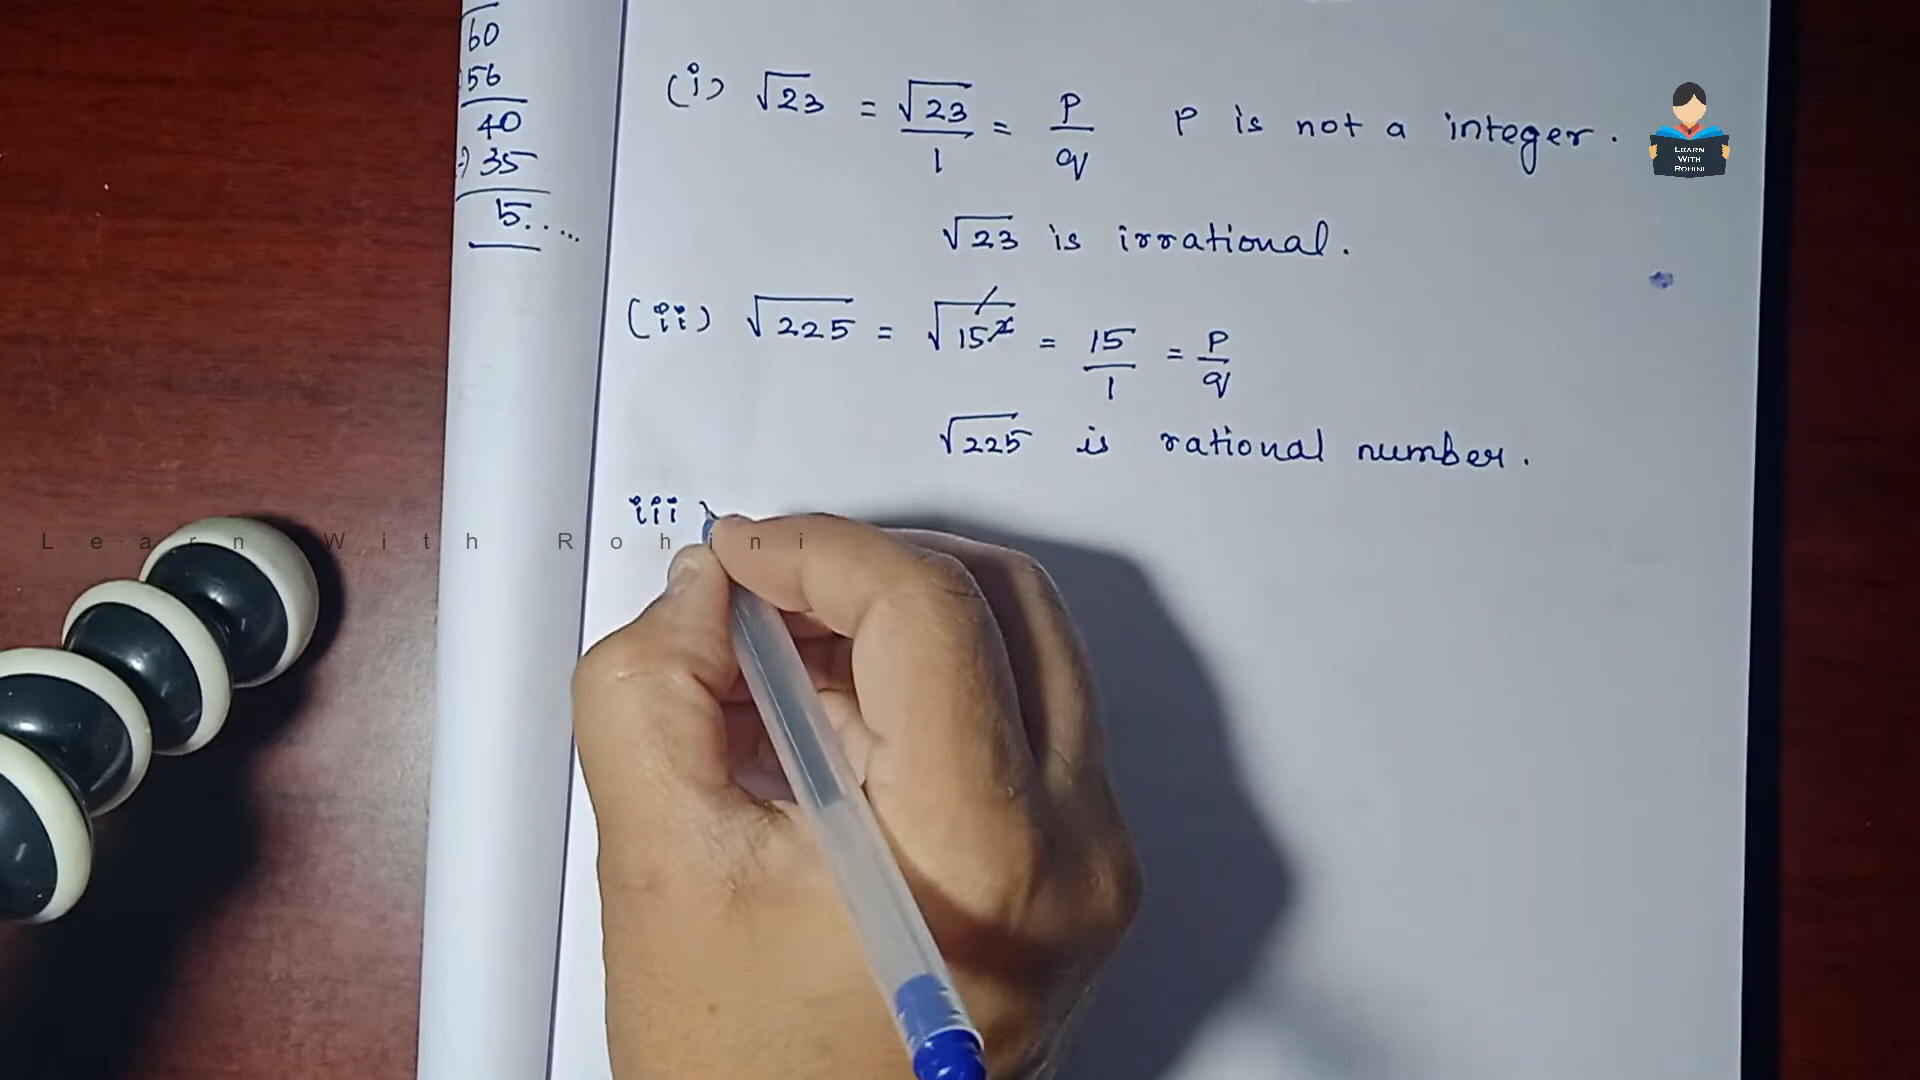 60
56
40
35
5.....
(i) √23 = √23/1 = P/q P is not a integer.
√23 is irrational.
(ii) √225 = √15² = 15/1 = P/q
√225 is rational number.
iii)
Learn With Rohini
LEARN
WITH
ROHINI